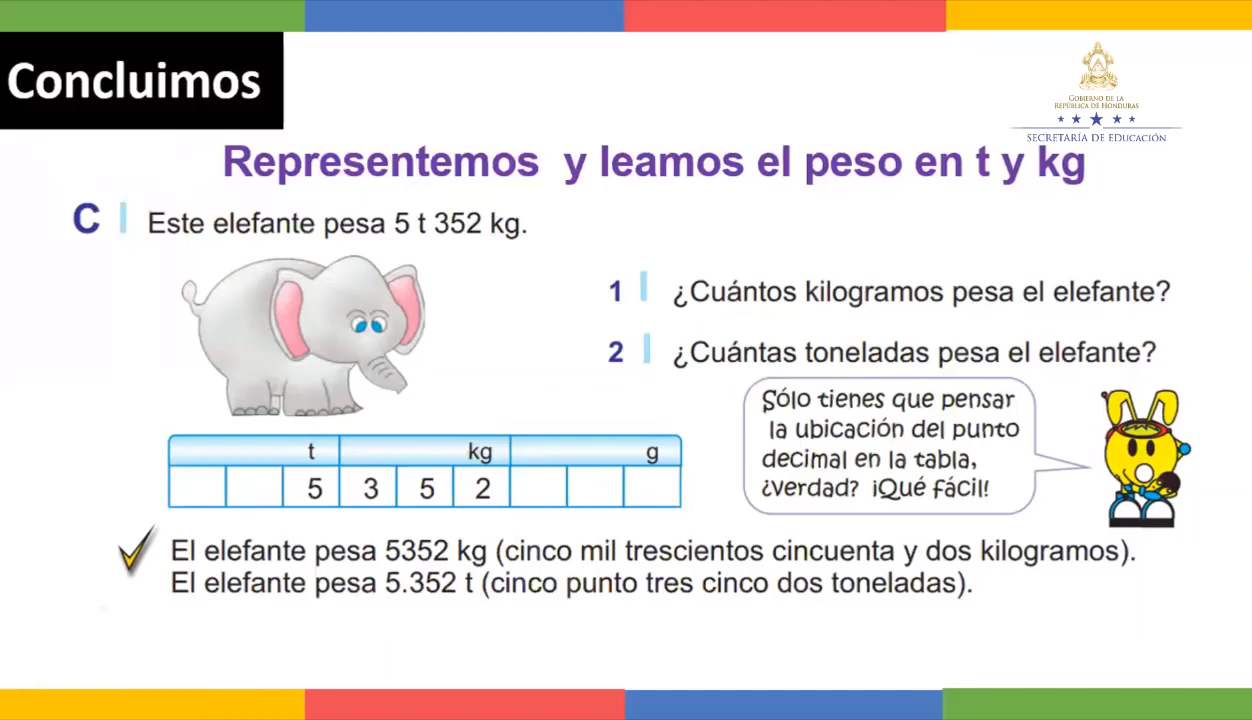 Concluimos
GOBIERNO DE LA
REPÚBLICA DE HONDURAS
SECRETARÍA DE EDUCACIÓN
Representemos y leamos el peso en t y kg
C Este elefante pesa 5 t 352 kg.
1 ¿Cuántos kilogramos pesa el elefante?
2 ¿Cuántas toneladas pesa el elefante?
Sólo tienes que pensar
la ubicación del punto
decimal en la tabla,
¿verdad? ¡Qué fácil!
t kg g
5 3 5 2
El elefante pesa 5352 kg (cinco mil trescientos cincuenta y dos kilogramos).
El elefante pesa 5.352 t (cinco punto tres cinco dos toneladas).